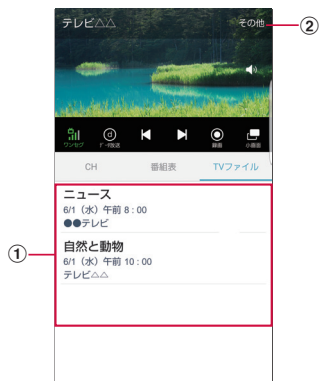 テレビ△△ その他
②
ワンセグ データ放送 録画 小画面
CH 番組表 TVファイル
①
ニュース
6/1（水）午前 8：00
●●テレビ
自然と動物
6/1（水）午前 10：00
テレビ△△